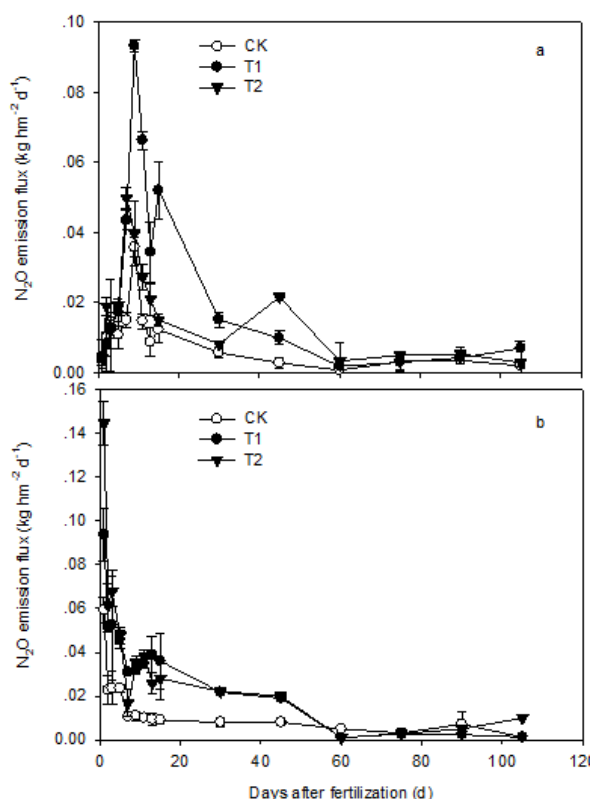 .10
.08
.06
.04
.02
0.00
N₂O emission flux (kg hm⁻² d⁻¹)
CK
T1
T2
a
.16
.14
.12
.10
.08
.06
.04
.02
0.00
N₂O emission flux (kg hm⁻² d⁻¹)
CK
T1
T2
b
0 20 40 60 80 100 120
Days after fertilization (d)